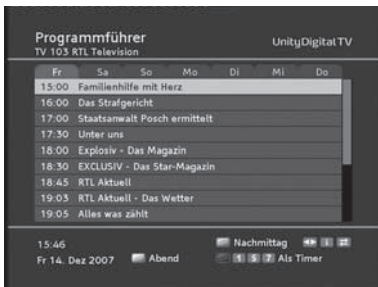 Programmführer
TV 103 RTL Television
UnityDigitalTV
Fr Sa So Mo Di Mi Do
15:00 Familienhilfe mit Herz
16:00 Das Strafgericht
17:00 Staatsanwalt Posch ermittelt
17:30 Unter uns
18:00 Explosiv - Das Magazin
18:30 EXCLUSIV - Das Star-Magazin
18:45 RTL Aktuell
19:03 RTL Aktuell - Das Wetter
19:05 Alles was zählt
15:46
Nachmittag
Fr 14. Dez 2007 Abend
1 5 7 Als Timer